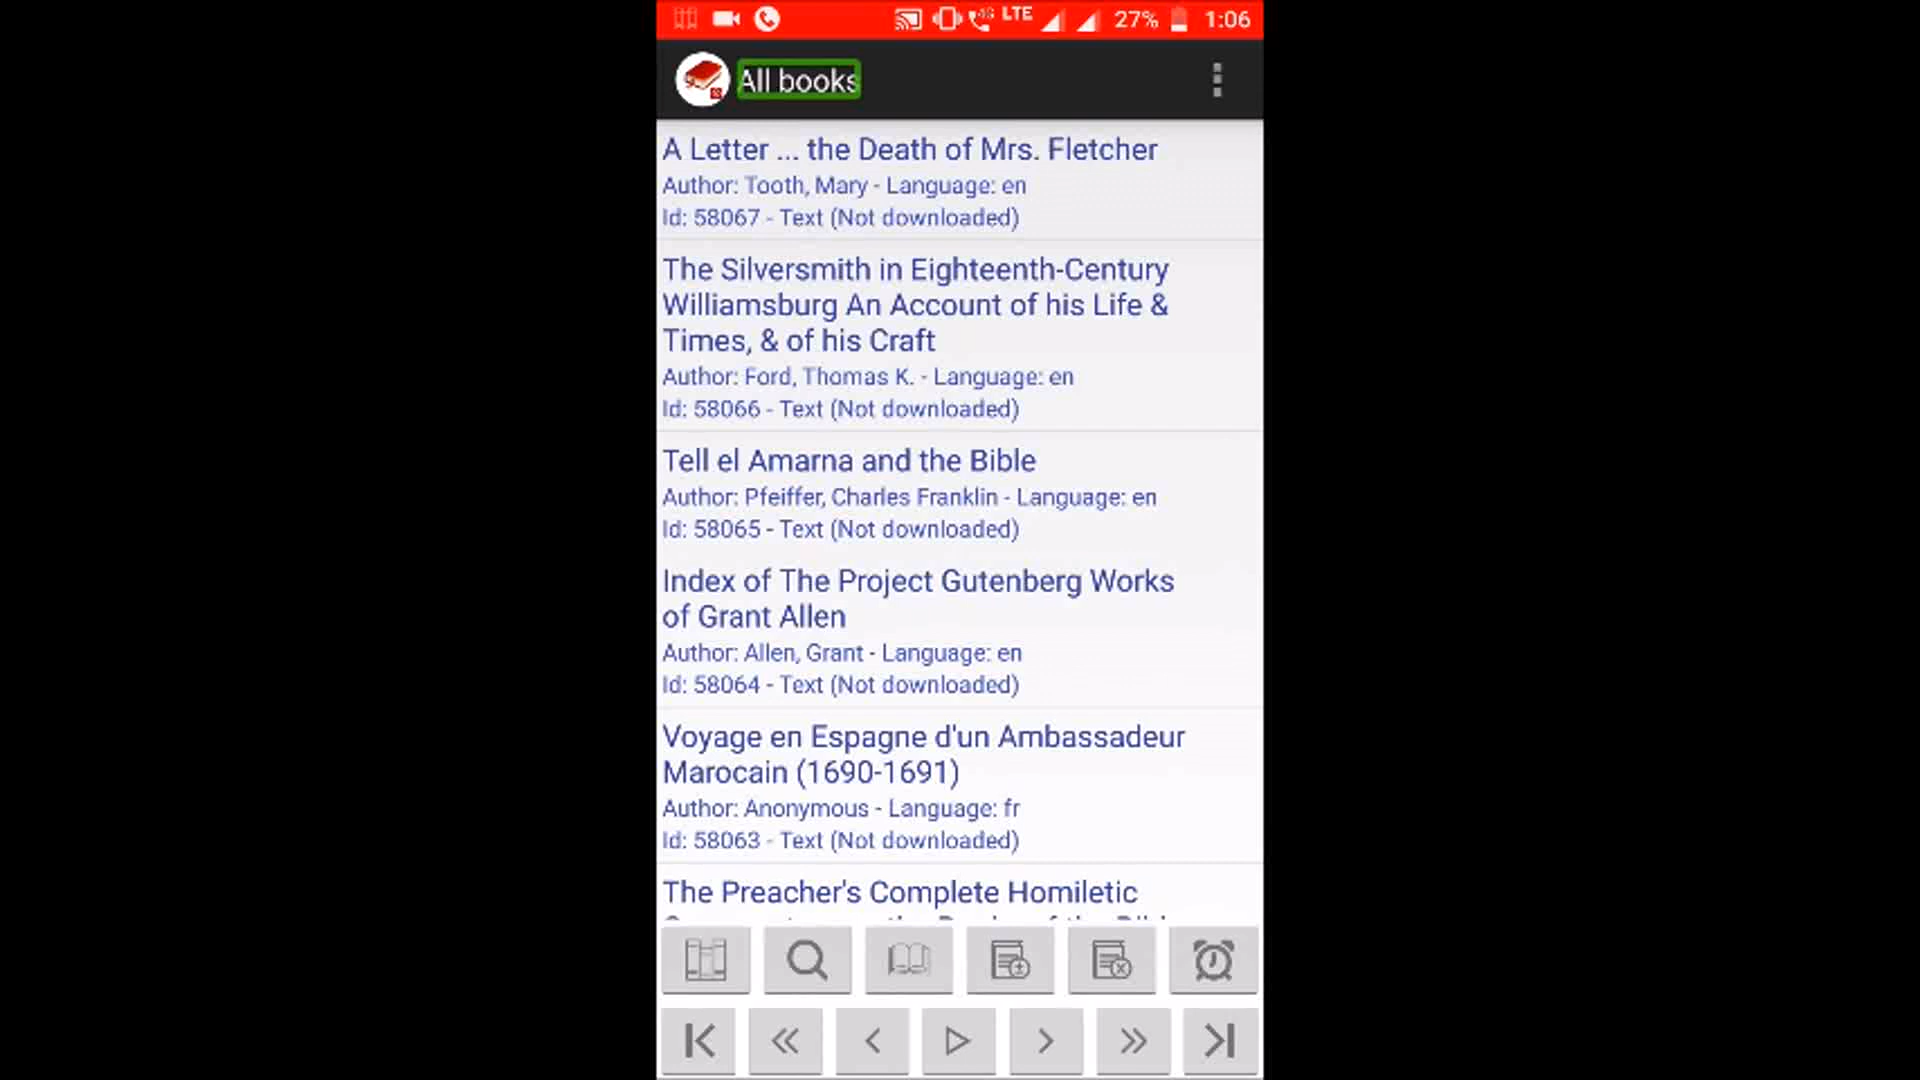 4G LTE 27% 1:06
All books
A Letter ... the Death of Mrs. Fletcher
Author: Tooth, Mary - Language: en
Id: 58067 - Text (Not downloaded)
The Silversmith in Eighteenth-Century
Williamsburg An Account of his Life &
Times, & of his Craft
Author: Ford, Thomas K. - Language: en
Id: 58066 - Text (Not downloaded)
Tell el Amarna and the Bible
Author: Pfeiffer, Charles Franklin - Language: en
Id: 58065 - Text (Not downloaded)
Index of The Project Gutenberg Works
of Grant Allen
Author: Allen, Grant - Language: en
Id: 58064 - Text (Not downloaded)
Voyage en Espagne d'un Ambassadeur
Marocain (1690-1691)
Author: Anonymous - Language: fr
Id: 58063 - Text (Not downloaded)
The Preacher's Complete Homiletic